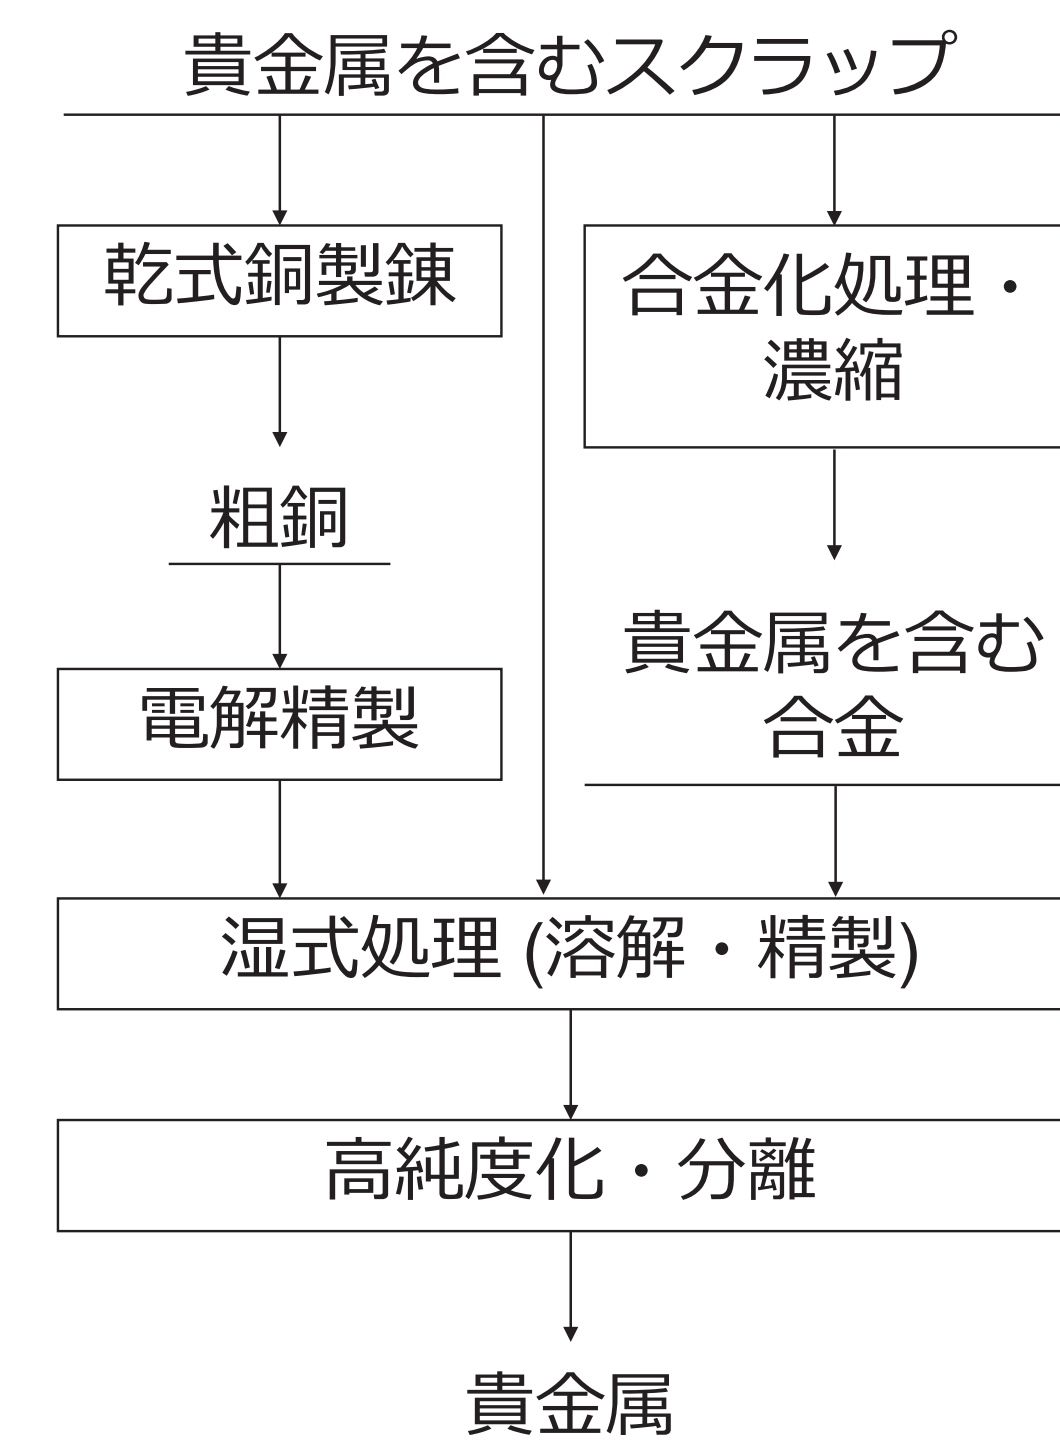 貴金属を含むスクラップ
乾式銅製錬
合金化処理・
濃縮
粗銅
貴金属を含む
合金
電解精製
湿式処理 (溶解・精製)
高純度化・分離
貴金属